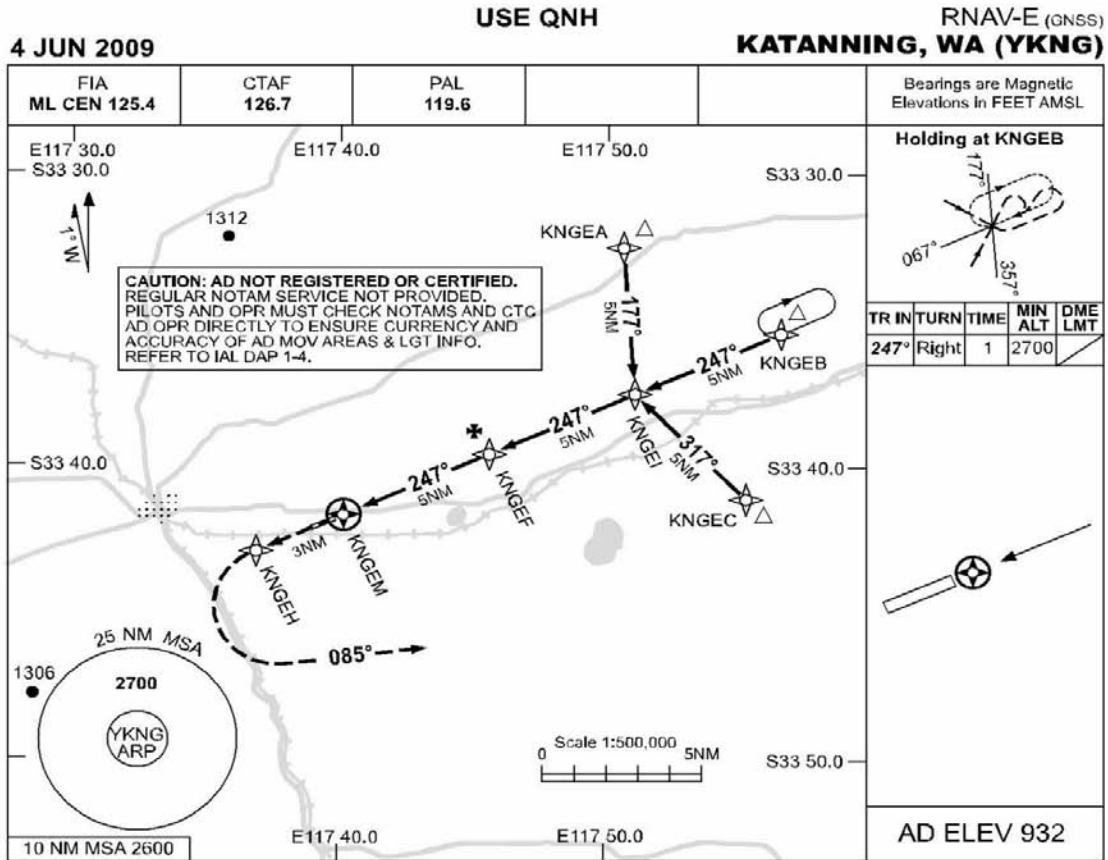 USE QNH
RNAV-E (GNSS)
4 JUN 2009
KATANNING, WA (YKNG)
FIA
ML CEN 125.4
CTAF
126.7
PAL
119.6
Bearings are Magnetic
Elevations in FEET AMSL
E117 30.0
E117 40.0
E117 50.0
S33 30.0
S33 30.0
Holding at KNGEB
177°
067°
357°
1° W
1312
KNGEA
CAUTION: AD NOT REGISTERED OR CERTIFIED.
REGULAR NOTAM SERVICE NOT PROVIDED.
PILOTS AND OPR MUST CHECK NOTAMS AND CTC
AD OPR DIRECTLY TO ENSURE CURRENCY AND
ACCURACY OF AD MOV AREAS & LGT INFO.
REFER TO IAL DAP 1-4.
177°
5NM
TR IN TURN TIME MIN ALT DME LMT
247° Right 1 2700
KNGEB
247°
5NM
KNGEI
247°
5NM
317°
5NM
S33 40.0
S33 40.0
KNGEF
247°
5NM
KNGEC
3NM
KNGEM
KNGEH
085°
25 NM MSA
1306
2700
YKNG
ARP
Scale 1:500,000
0
5NM
S33 50.0
10 NM MSA 2600
E117 40.0
E117 50.0
AD ELEV 932